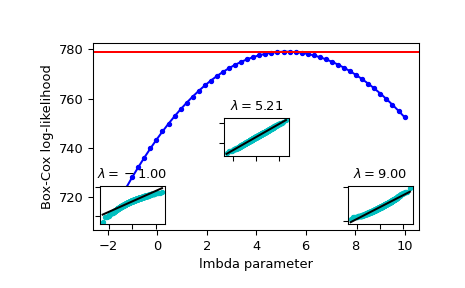 780
760
740
720
Box-Cox log-likelihood
λ = 5.21
λ = −1.00
λ = 9.00
−2 0 2 4 6 8 10
lmbda parameter